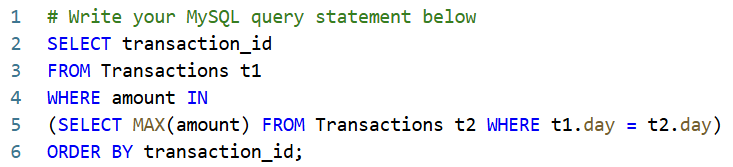 1 # Write your MySQL query statement below
2 SELECT transaction_id
3 FROM Transactions t1
4 WHERE amount IN
5 (SELECT MAX(amount) FROM Transactions t2 WHERE t1.day = t2.day)
6 ORDER BY transaction_id;